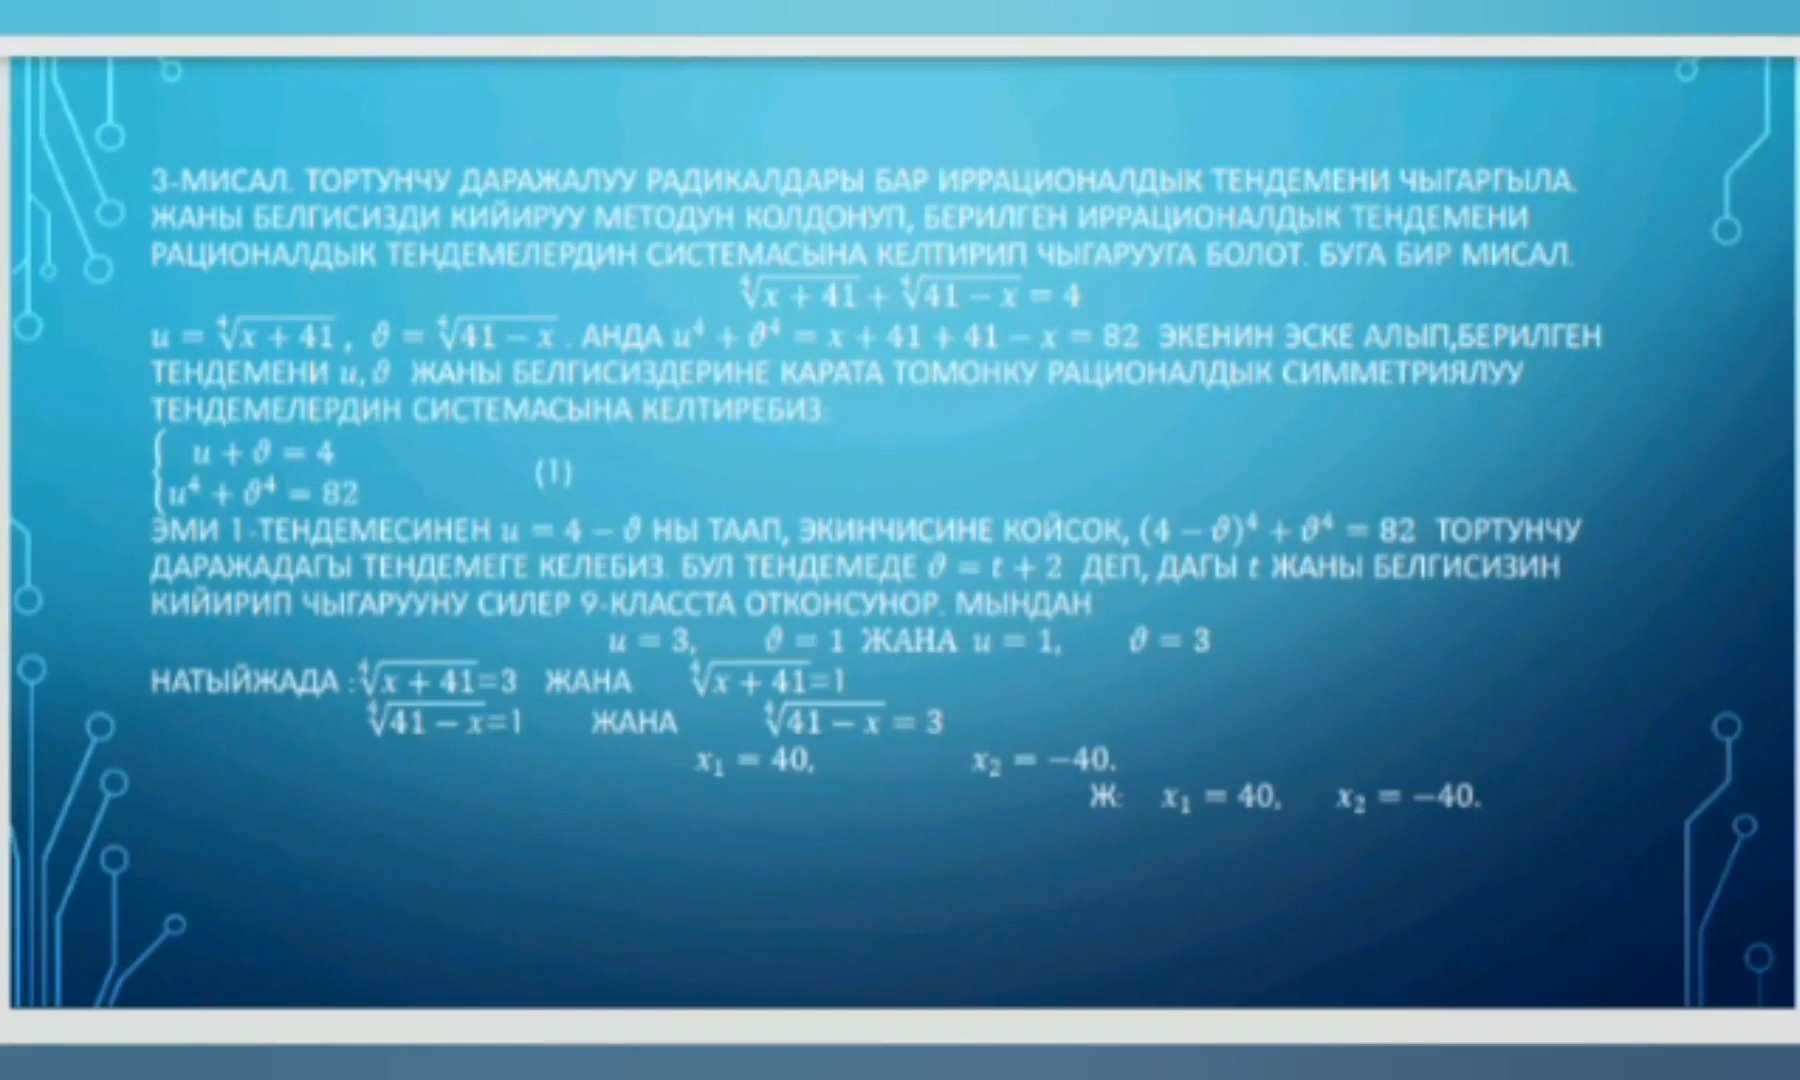 3-МИСАЛ. ТОРТУНЧУ ДАРАЖАЛУУ РАДИКАЛДАРЫ БАР ИРРАЦИОНАЛДЫК ТЕНДЕМЕНИ ЧЫГАРГЫЛА.
ЖАНЫ БЕЛГИСИЗДИ КИЙИРУУ МЕТОДУН КОЛДОНУП, БЕРИЛГЕН ИРРАЦИОНАЛДЫК ТЕНДЕМЕНИ
РАЦИОНАЛДЫК ТЕНДЕМЕЛЕРДИН СИСТЕМАСЫНА КЕЛТИРИП ЧЫГАРУУГА БОЛОТ. БУГА БИР МИСАЛ.
∜(x + 41) + ∜(41 − x) = 4
u = ∜(x + 41) , ϑ = ∜(41 − x) . АНДА u⁴ + ϑ⁴ = x + 41 + 41 − x = 82 ЭКЕНИН ЭСКЕ АЛЫП,БЕРИЛГЕН
ТЕНДЕМЕНИ u, ϑ ЖАНЫ БЕЛГИСИЗДЕРИНЕ КАРАТА ТОМОНКУ РАЦИОНАЛДЫК СИММЕТРИЯЛУУ
ТЕНДЕМЕЛЕРДИН СИСТЕМАСЫНА КЕЛТИРЕБИЗ:
{ u + ϑ = 4
{ u⁴ + ϑ⁴ = 82 (1)
ЭМИ 1-ТЕНДЕМЕСИНЕН u = 4 − ϑ НЫ ТААП, ЭКИНЧИСИНЕ КОЙСОК, (4 − ϑ)⁴ + ϑ⁴ = 82 ТОРТУНЧУ
ДАРАЖАДАГЫ ТЕНДЕМЕГЕ КЕЛЕБИЗ. БУЛ ТЕНДЕМЕДЕ ϑ = t + 2 ДЕП, ДАГЫ t ЖАНЫ БЕЛГИСИЗИН
КИЙИРИП ЧЫГАРУУНУ СИЛЕР 9-КЛАССТА ОТКОНСУНОР. МЫНДАН
u = 3, ϑ = 1 ЖАНА u = 1, ϑ = 3
НАТЫЙЖАДА :∜(x + 41)=3 ЖАНА ∜(x + 41)=1
∜(41 − x)=1 ЖАНА ∜(41 − x) = 3
x₁ = 40, x₂ = −40.
Ж: x₁ = 40, x₂ = −40.